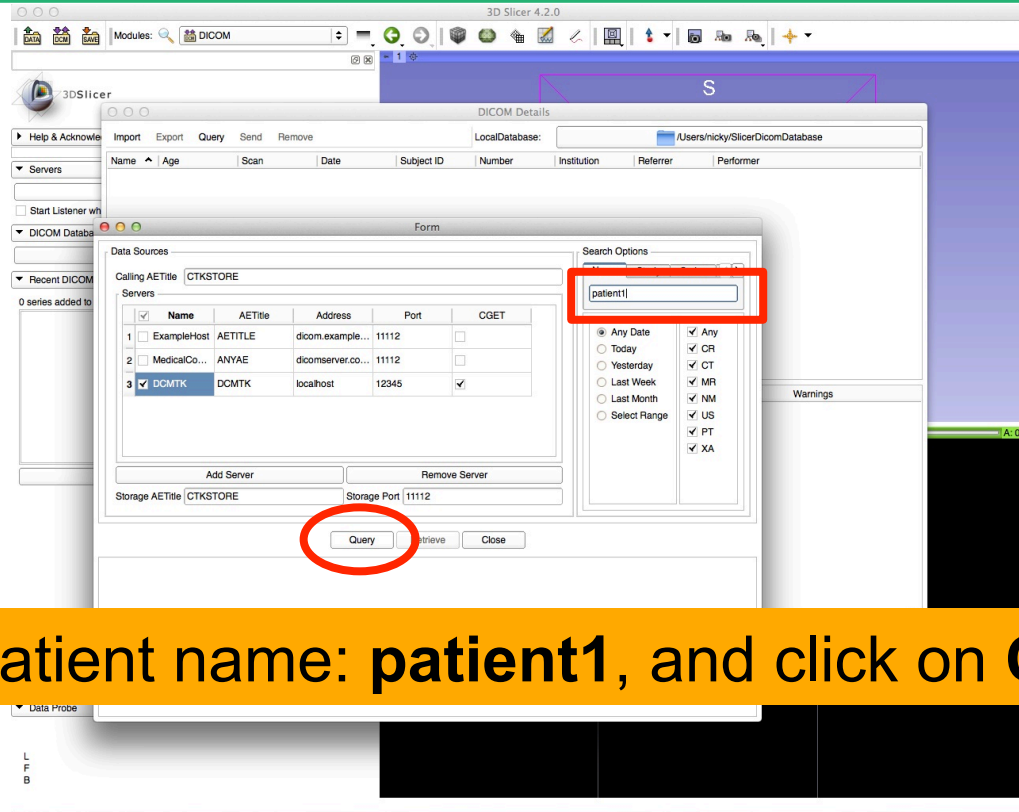 3D Slicer 4.2.0
DATA DCM SAVE Modules: DICOM
1
3DSlicer
S
DICOM Details
Help & Acknowle
Import Export Query Send Remove LocalDatabase: /Users/nicky/SlicerDicomDatabase
Name Age Scan Date Subject ID Number Institution Referrer Performer
Servers
Start Listener wh
DICOM Databa
Recent DICOM
0 series added to
Form
Data Sources
Calling AETitle CTKSTORE
Servers
Name AETitle Address Port CGET
1 ExampleHost AETITLE dicom.example... 11112
2 MedicalCo... ANYAE dicomserver.co... 11112
3 DCMTK DCMTK localhost 12345
Add Server Remove Server
Storage AETitle CTKSTORE Storage Port 11112
Search Options
patient1
Any Date Any
Today CR
Yesterday CT
Last Week MR
Last Month NM
Select Range US
PT
XA
Warnings
A: 0
Query Retrieve Close
atient name: patient1, and click on
Data Probe
L
F
B